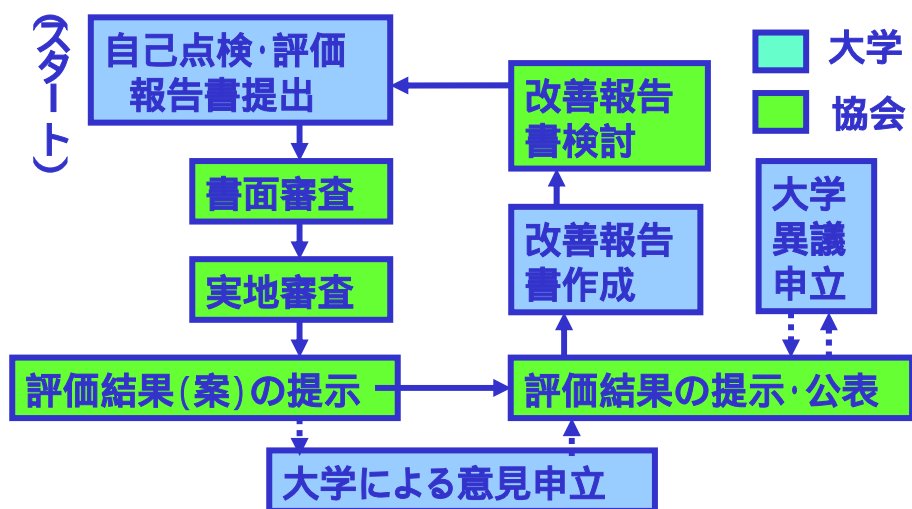 (スタート)
自己点検・評価
報告書提出
書面審査
実地審査
評価結果(案)の提示
大学による意見申立
評価結果の提示・公表
改善報告
書作成
改善報告
書検討
大学
異議
申立
大学
協会